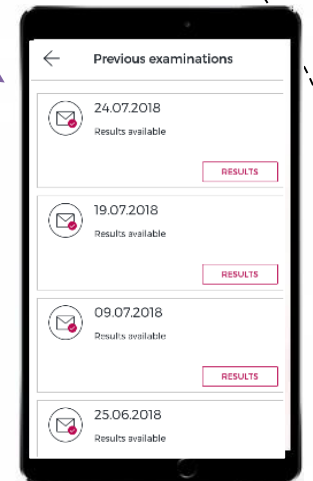 Previous examinations
24.07.2018
Results available
RESULTS
19.07.2018
Results available
RESULTS
09.07.2018
Results available
RESULTS
25.06.2018
Results available